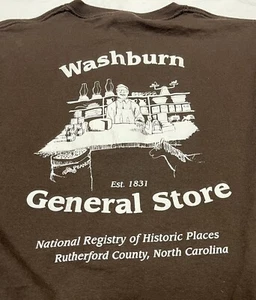 Washburn
Est. 1831
General Store
National Registry of Historic Places
Rutherford County, North Carolina